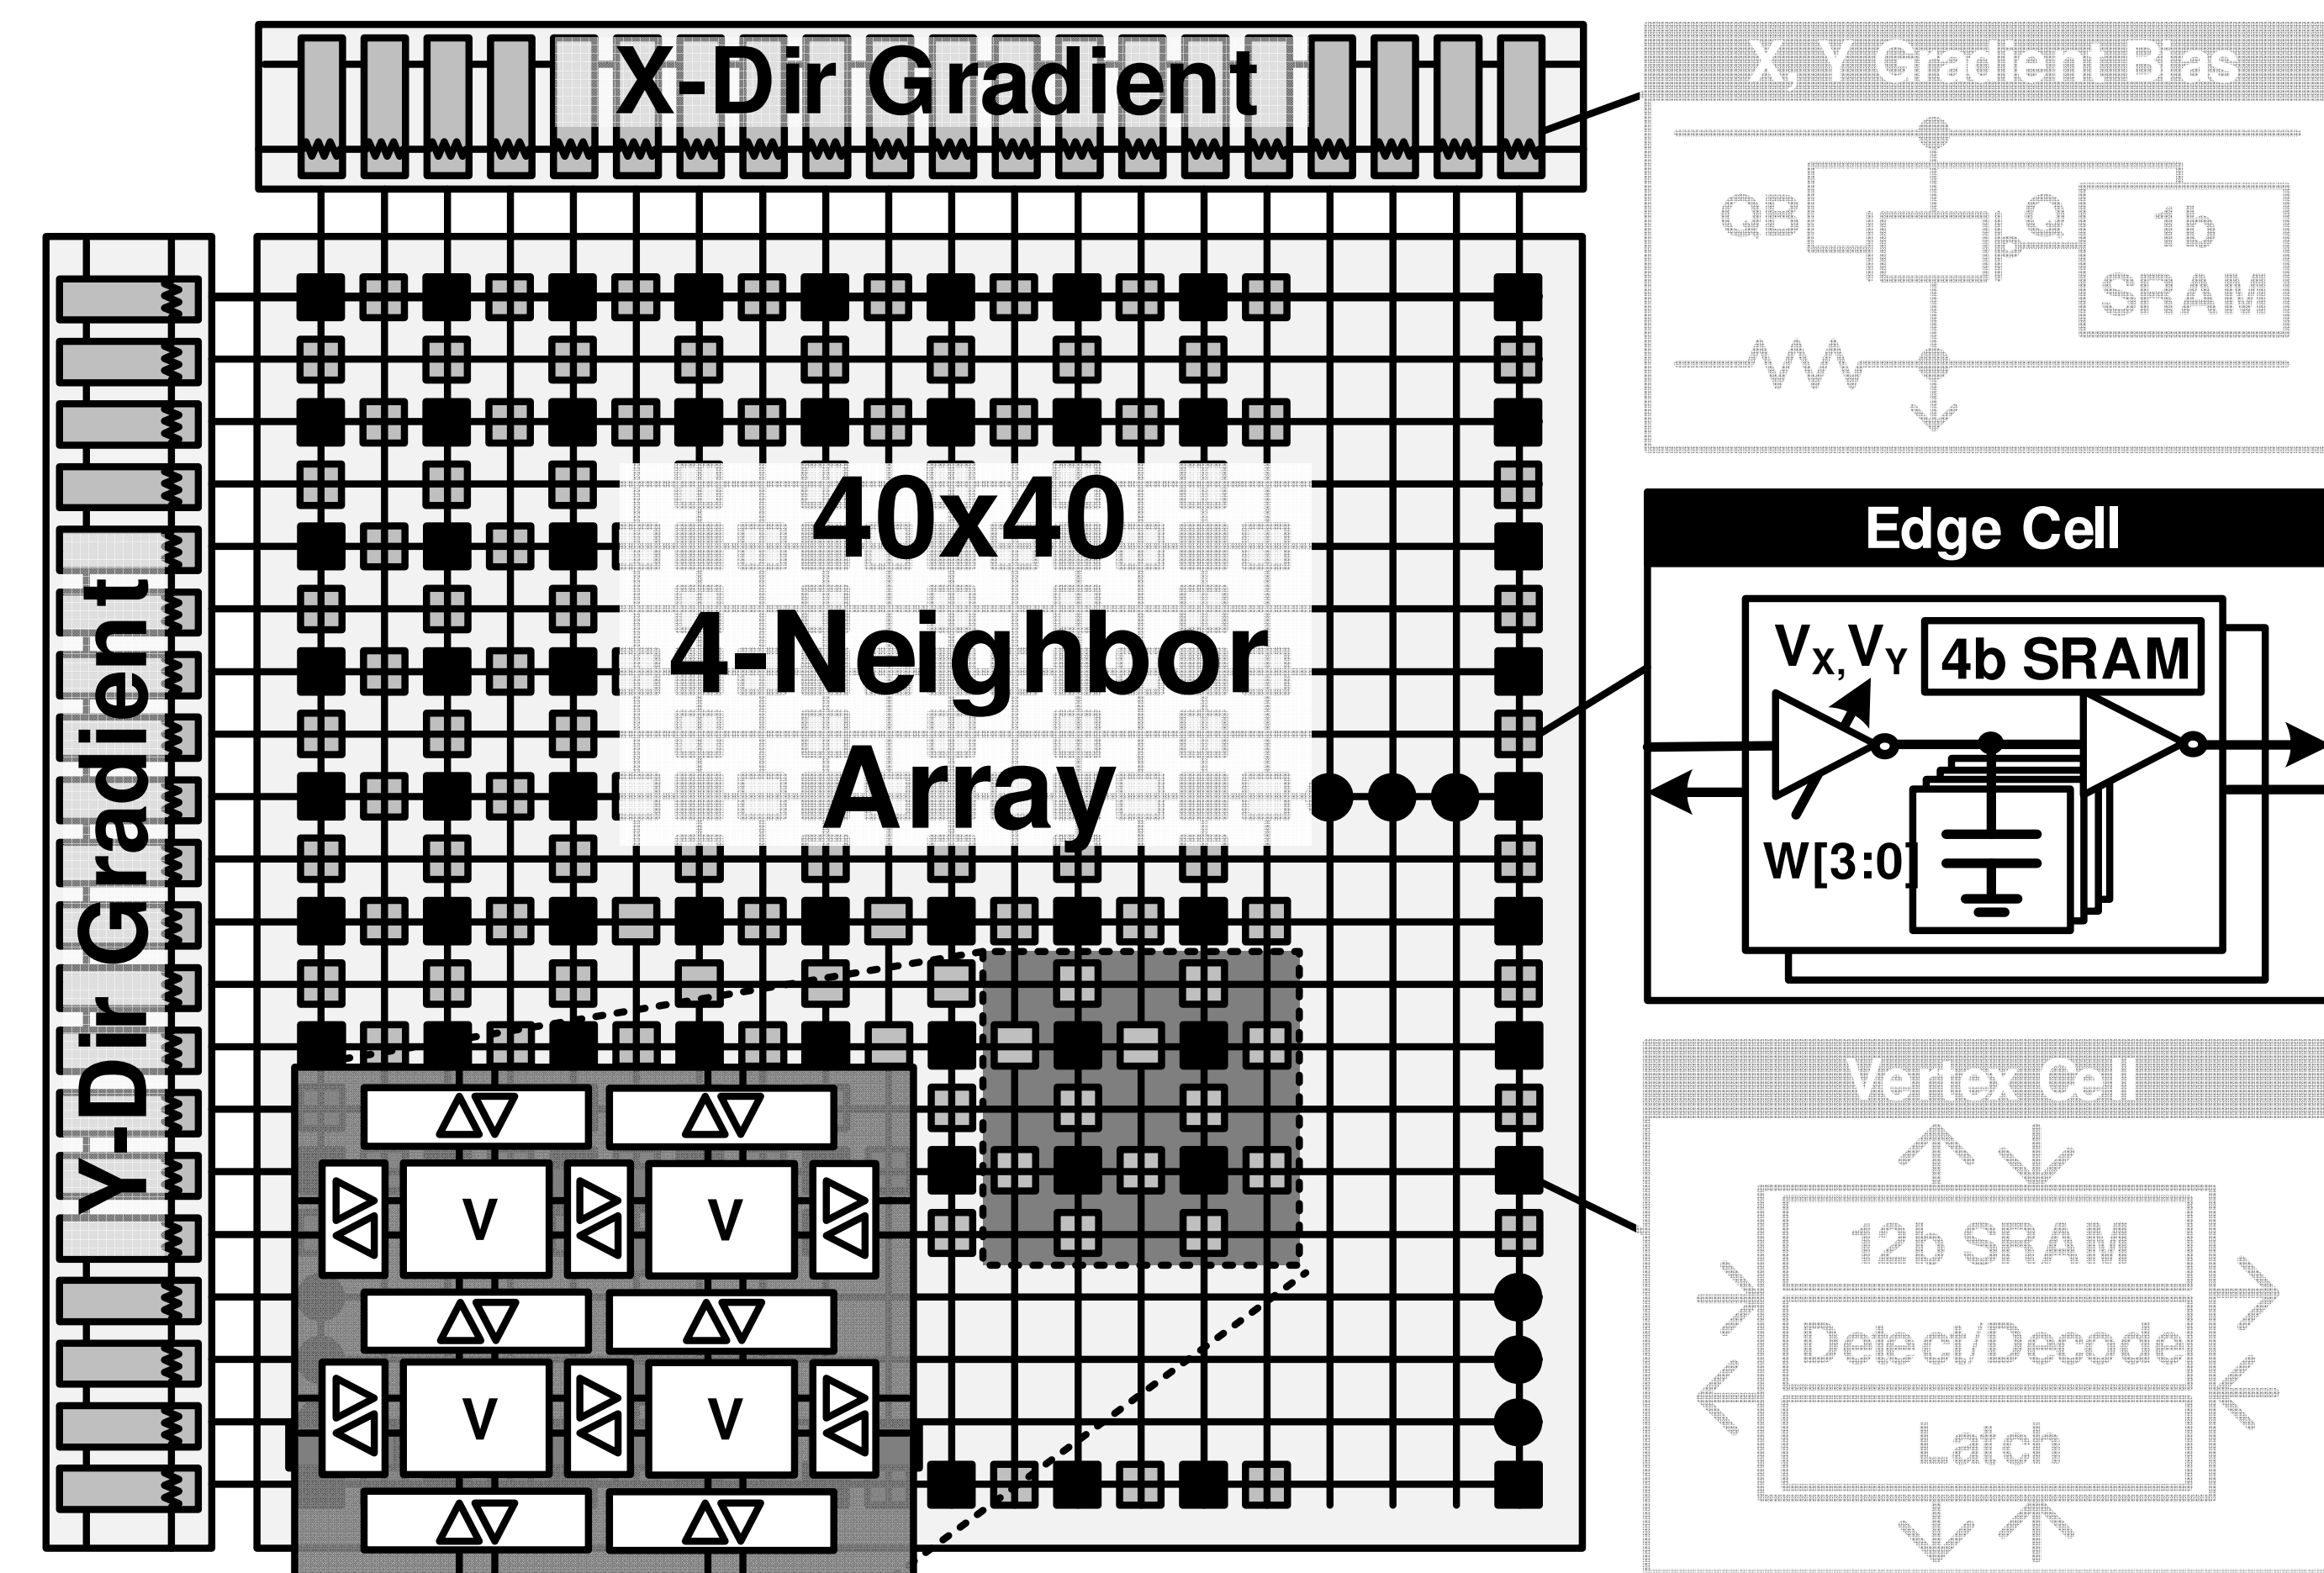 X-Dir Gradient
Y-Dir Gradient
40x40
4-Neighbor
Array
V V
V V
X, Y Gradient Bias
QB Q 1b
SRAM
Edge Cell
VX,VY 4b SRAM
W[3:0]
Vertex Cell
12b SRAM
Detect/Decode
Latch